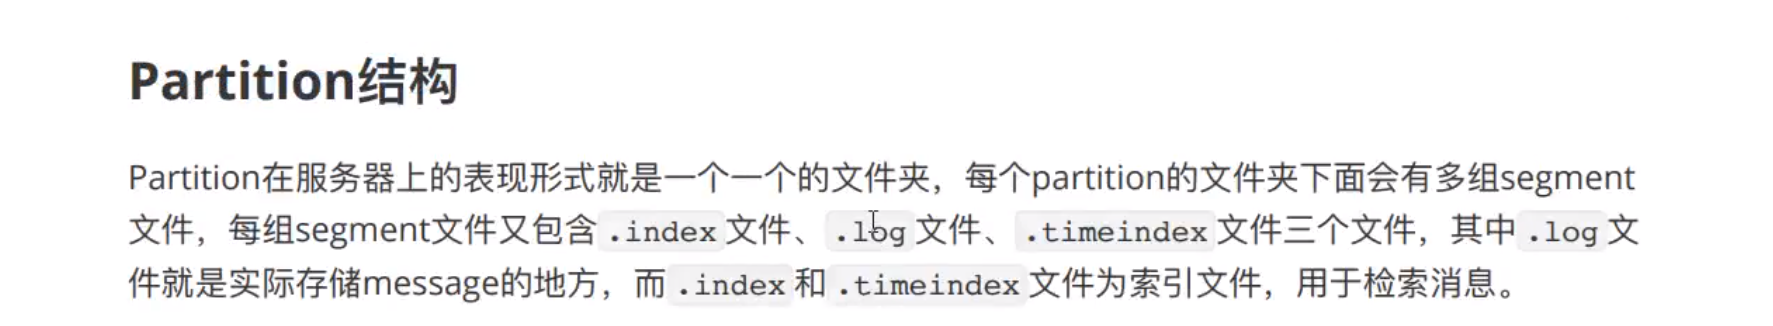 Partition结构
Partition在服务器上的表现形式就是一个一个的文件夹，每个partition的文件夹下面会有多组segment
文件，每组segment文件又包含 .index 文件、 .log 文件、 .timeindex 文件三个文件，其中 .log 文
件就是实际存储message的地方，而 .index 和 .timeindex 文件为索引文件，用于检索消息。